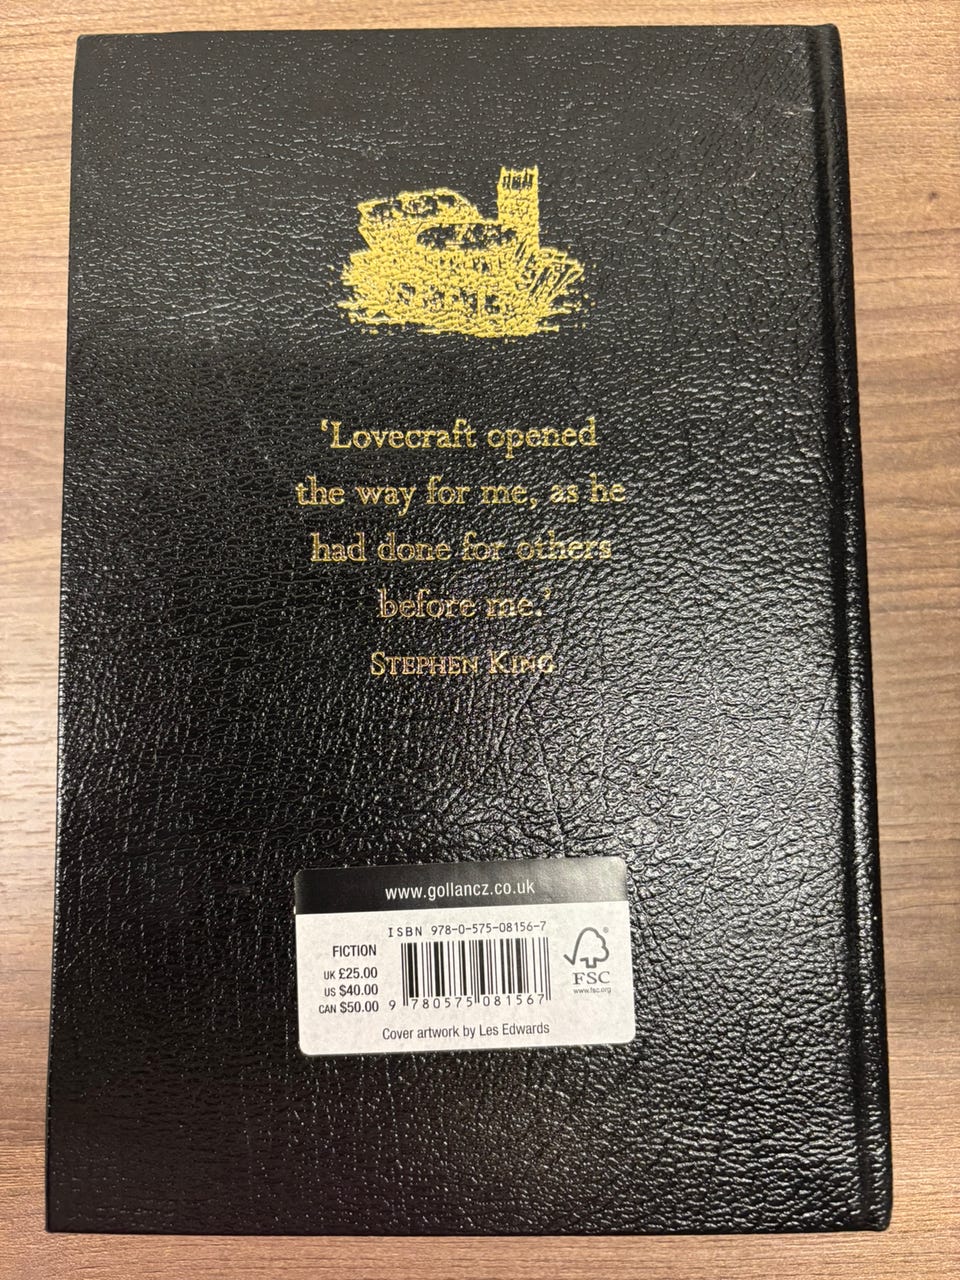 ‘Lovecraft opened
the way for me, as he
had done for others
before me.’
Stephen King
www.gollancz.co.uk
ISBN 978-0-575-08156-7
FICTION
UK £25.00
US $40.00
CAN $50.00
9 780575 081567
FSC
www.fsc.org
Cover artwork by Les Edwards